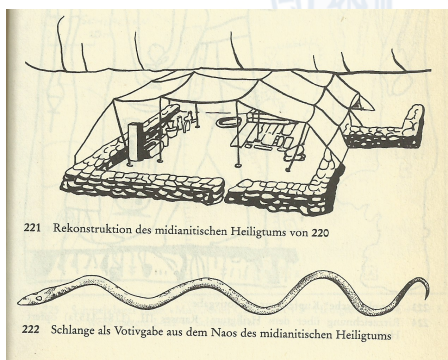 221 Rekonstruktion des midianitischen Heiligtums von 220
222 Schlange als Votivgabe aus dem Naos des midianitischen Heiligtums